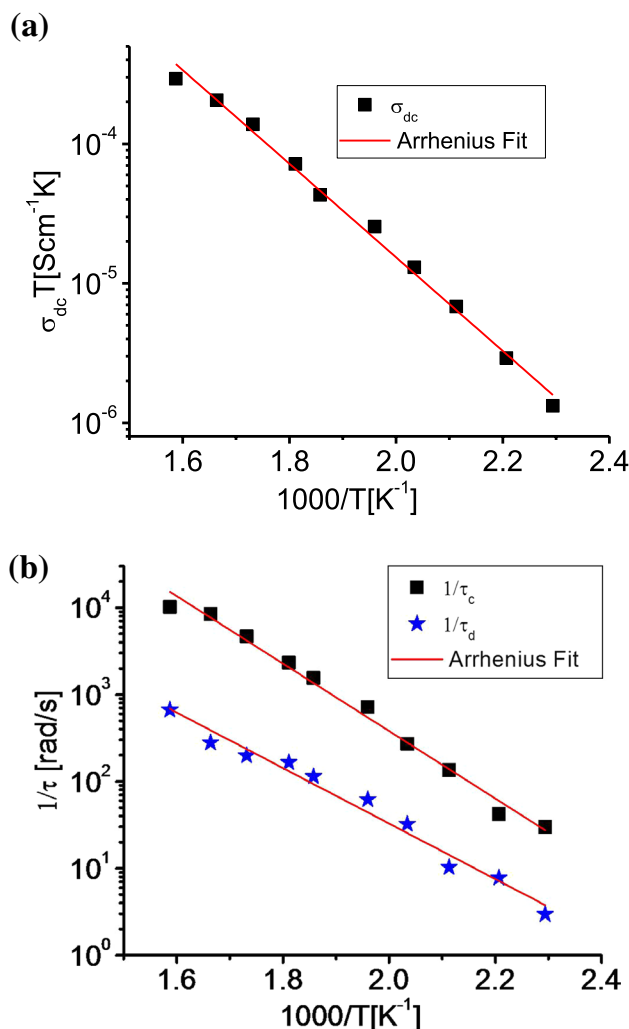 (a)
σdc
Arrhenius Fit
10⁻⁴
10⁻⁵
10⁻⁶
σdcT[Scm⁻¹K]
1.6 1.8 2.0 2.2 2.4
1000/T[K⁻¹]
(b)
1/τc
1/τd
Arrhenius Fit
10⁴
10³
10²
10¹
10⁰
1/τ [rad/s]
1.6 1.8 2.0 2.2 2.4
1000/T[K⁻¹]